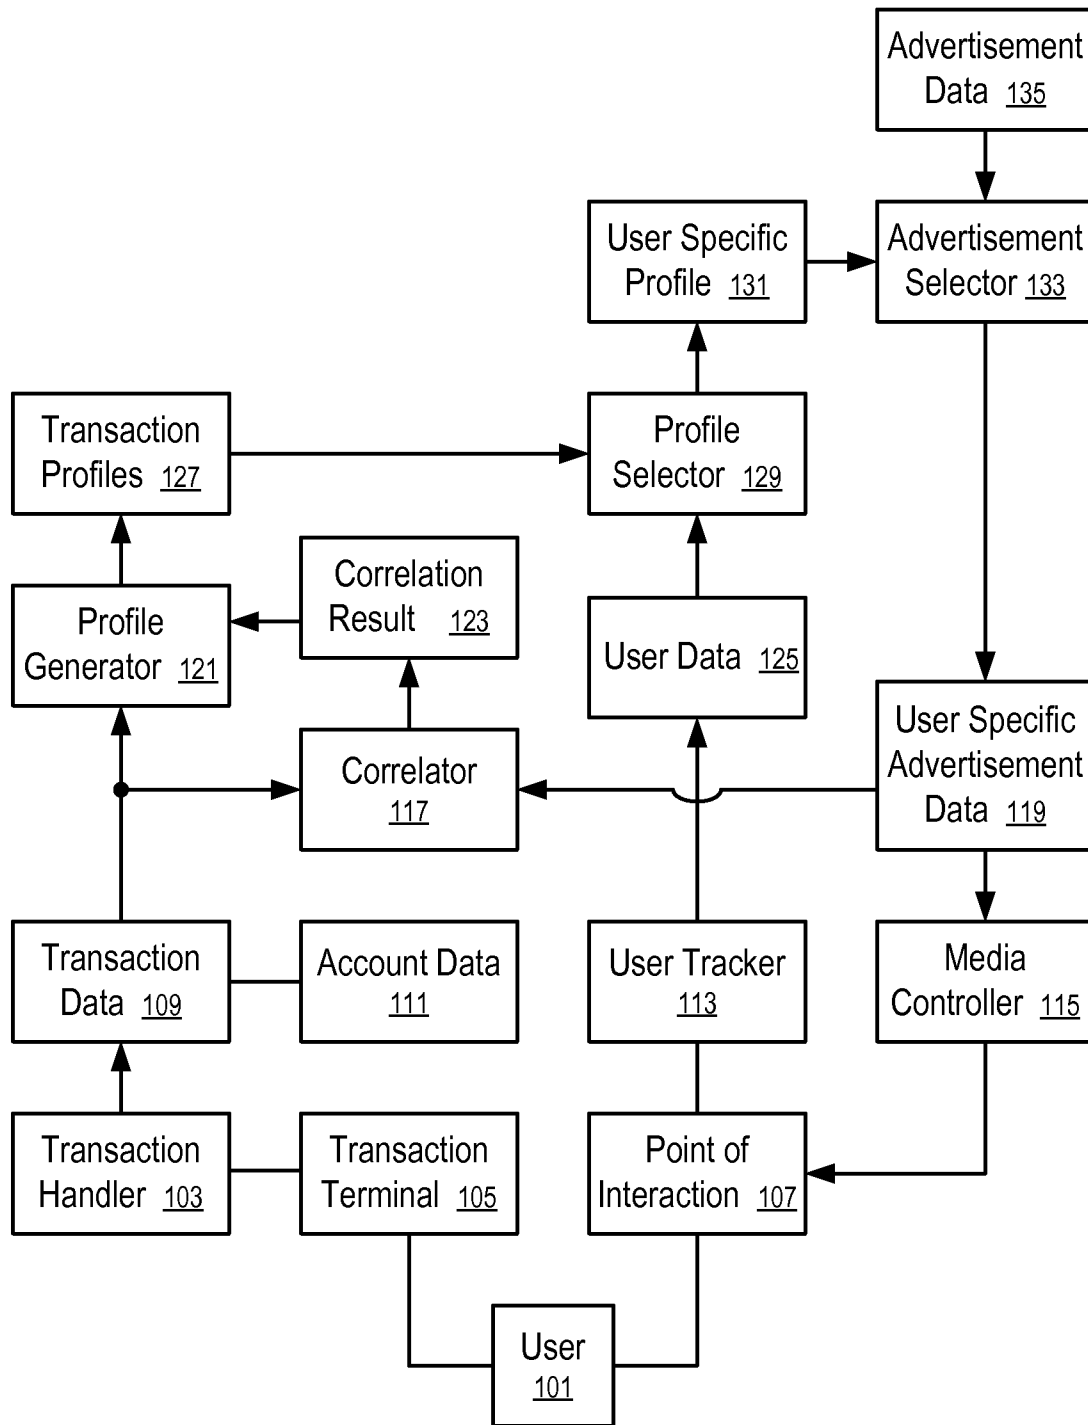 Advertisement
Data 135
User Specific
Profile 131
Advertisement
Selector 133
Transaction
Profiles 127
Profile
Selector 129
Correlation
Result 123
Profile
Generator 121
User Data 125
User Specific
Advertisement
Data 119
Correlator
117
Transaction
Data 109
Account Data
111
User Tracker
113
Media
Controller 115
Transaction
Handler 103
Transaction
Terminal 105
Point of
Interaction 107
User
101